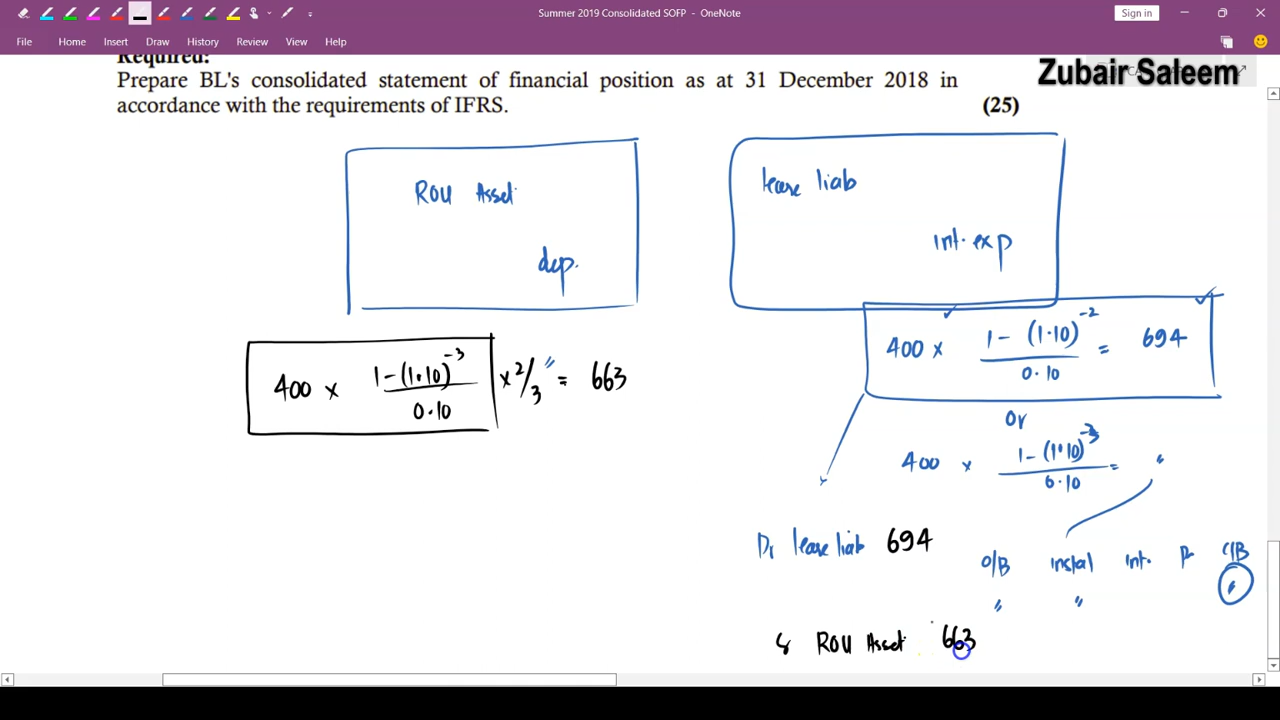 Summer 2019 Consolidated SOFP - OneNote
Sign in
File Home Insert Draw History Review View Help
Zubair Saleem
Required:
Prepare BL's consolidated statement of financial position as at 31 December 2018 in
accordance with the requirements of IFRS. (25)
ROU Asset
dep.
lease liab
int. exp
400 × 1 - (1.10)^-2 / 0.10 = 694
400 × 1 - (1.10)^-3 / 0.10 × 2/3 = 663
or
400 × 1 - (1.10)^-3 / 0.10 = "
Dr lease liab 694
O/B instal int. P C/B
" "
ROU Asset 663